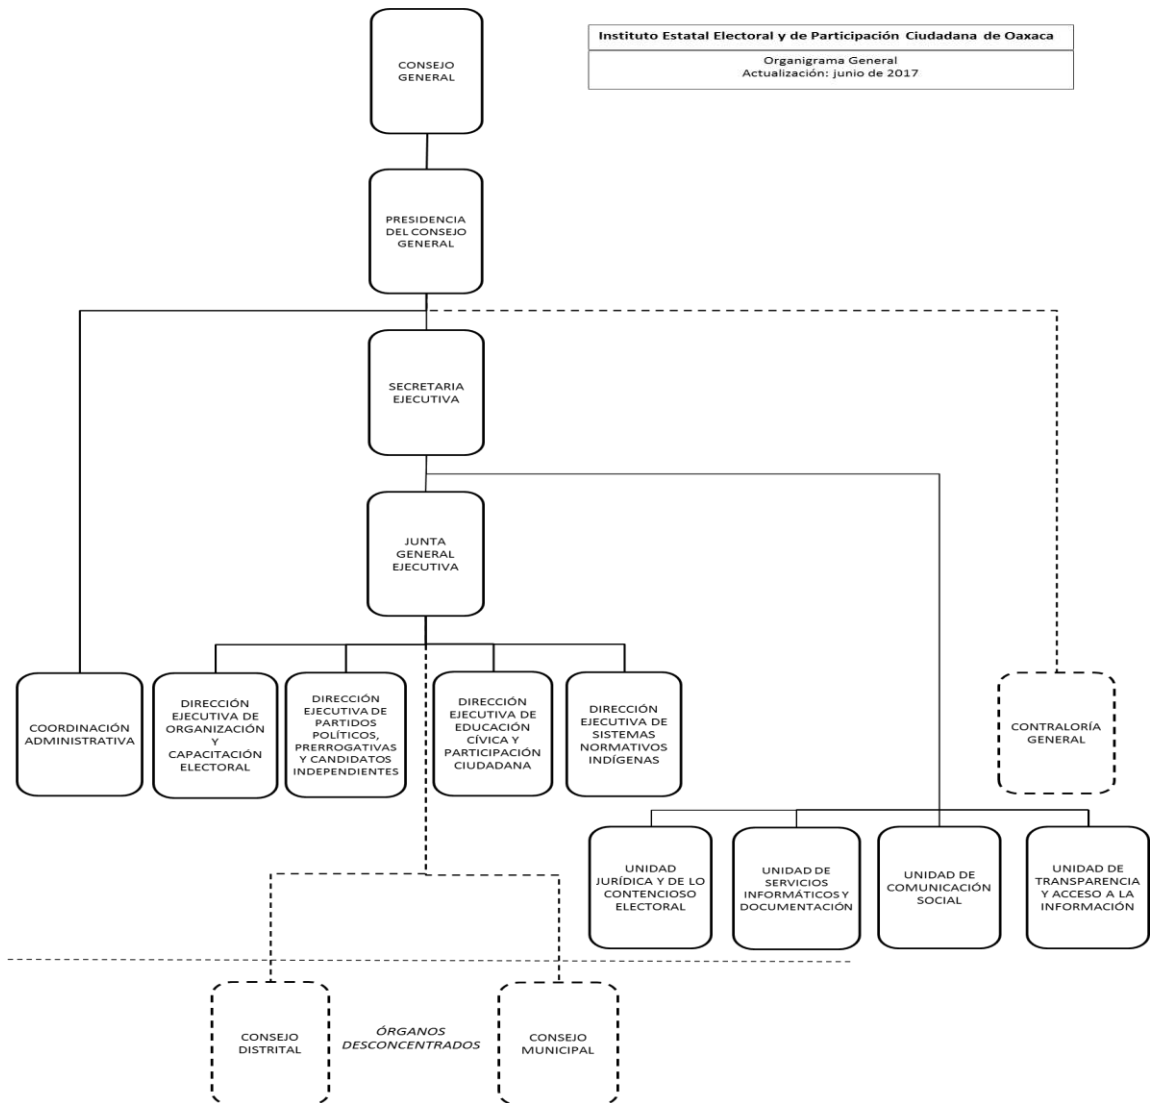 CONSEJO
GENERAL
Instituto Estatal Electoral y de Participación Ciudadana de Oaxaca
Organigrama General
Actualización: junio de 2017
PRESIDENCIA
DEL CONSEJO
GENERAL
SECRETARIA
EJECUTIVA
JUNTA
GENERAL
EJECUTIVA
COORDINACIÓN
ADMINISTRATIVA
DIRECCIÓN
EJECUTIVA DE
ORGANIZACIÓN
Y
CAPACITACIÓN
ELECTORAL
DIRECCIÓN
EJECUTIVA DE
PARTIDOS
POLÍTICOS,
PRERROGATIVAS
Y CANDIDATOS
INDEPENDIENTES
DIRECCIÓN
EJECUTIVA DE
EDUCACIÓN
CÍVICA Y
PARTICIPACIÓN
CIUDADANA
DIRECCIÓN
EJECUTIVA DE
SISTEMAS
NORMATIVOS
INDÍGENAS
CONTRALORÍA
GENERAL
UNIDAD
JURÍDICA Y DE LO
CONTENCIOSO
ELECTORAL
UNIDAD DE
SERVICIOS
INFORMÁTICOS Y
DOCUMENTACIÓN
UNIDAD DE
COMUNICACIÓN
SOCIAL
UNIDAD DE
TRANSPARENCIA
Y ACCESO A LA
INFORMACIÓN
CONSEJO
DISTRITAL
ÓRGANOS
DESCONCENTRADOS
CONSEJO
MUNICIPAL